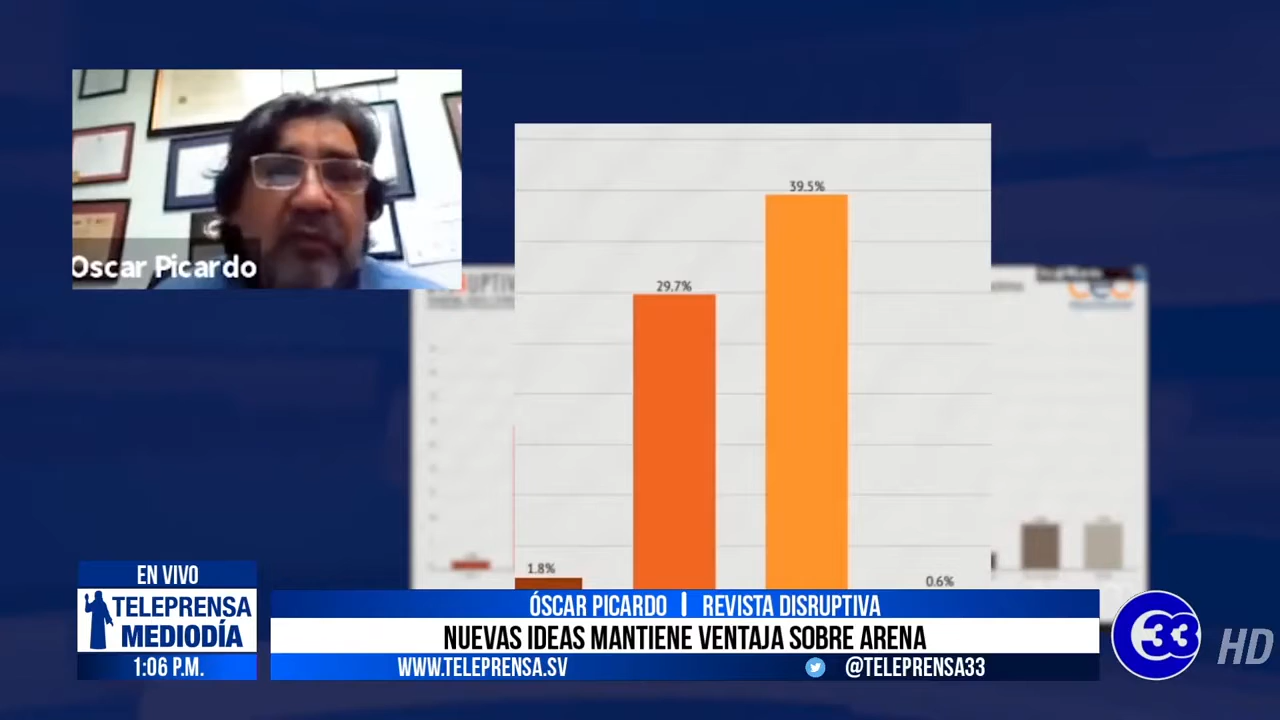 Oscar Picardo
39.5%
29.7%
1.8%
0.6%
EN VIVO
TELEPRENSA
MEDIODÍA
1:06 P.M.
ÓSCAR PICARDO | REVISTA DISRUPTIVA
NUEVAS IDEAS MANTIENE VENTAJA SOBRE ARENA
WWW.TELEPRENSA.SV
@TELEPRENSA33
33
HD